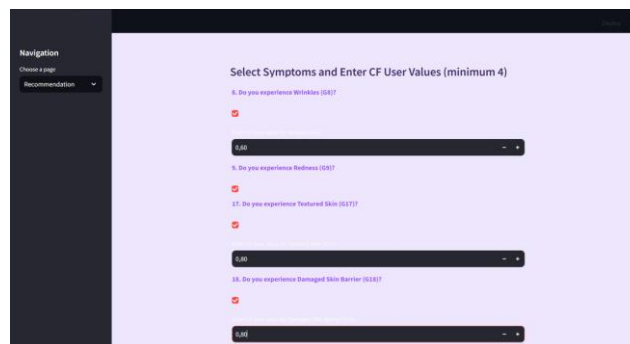 Deploy
Navigation
Choose a page
Recommendation
Select Symptoms and Enter CF User Values (minimum 4)
8. Do you experience Wrinkles (G8)?
0,60
9. Do you experience Redness (G9)?
17. Do you experience Textured Skin (G17)?
0,80
18. Do you experience Damaged Skin Barrier (G18)?
0,80